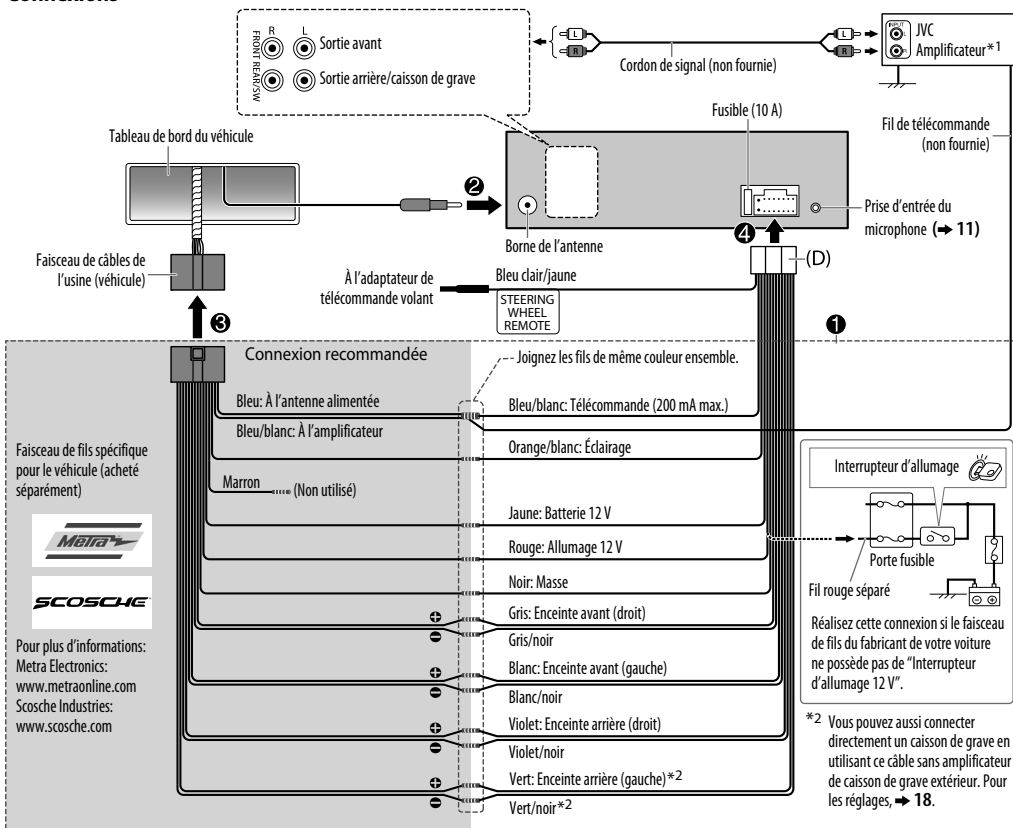 Connexions
R L
FRONT REAR/SW
Sortie avant
Sortie arrière/caisson de grave
L
R
Cordon de signal (non fournie)
L
R
INPUT
L
R
JVC
Amplificateur*1
Fil de télécommande
(non fournie)
Tableau de bord du véhicule
Fusible (10 A)
2
Borne de l'antenne
4
Prise d'entrée du
microphone (➜ 11)
(D)
Faisceau de câbles de
l'usine (véhicule)
À l'adaptateur de
télécommande volant
Bleu clair/jaune
STEERING
WHEEL
REMOTE
3
1
Connexion recommandée
Joignez les fils de même couleur ensemble.
Bleu: À l'antenne alimentée
Bleu/blanc: Télécommande (200 mA max.)
Bleu/blanc: À l'amplificateur
Orange/blanc: Éclairage
Faisceau de fils spécifique
pour le véhicule (acheté
séparément)
Marron
(Non utilisé)
Metra
SCOSCHE
Pour plus d'informations:
Metra Electronics:
www.metraonline.com
Scosche Industries:
www.scosche.com
Jaune: Batterie 12 V
Rouge: Allumage 12 V
Noir: Masse
Gris: Enceinte avant (droit)
Gris/noir
Blanc: Enceinte avant (gauche)
Blanc/noir
Violet: Enceinte arrière (droit)
Violet/noir
Vert: Enceinte arrière (gauche)*2
Vert/noir*2
Interrupteur d'allumage
Porte fusible
Fil rouge séparé
Réalisez cette connexion si le faisceau
de fils du fabricant de votre voiture
ne possède pas de “Interrupteur
d'allumage 12 V”.
*2 Vous pouvez aussi connecter
directement un caisson de grave en
utilisant ce câble sans amplificateur
de caisson de grave extérieur. Pour
les réglages, ➜ 18.